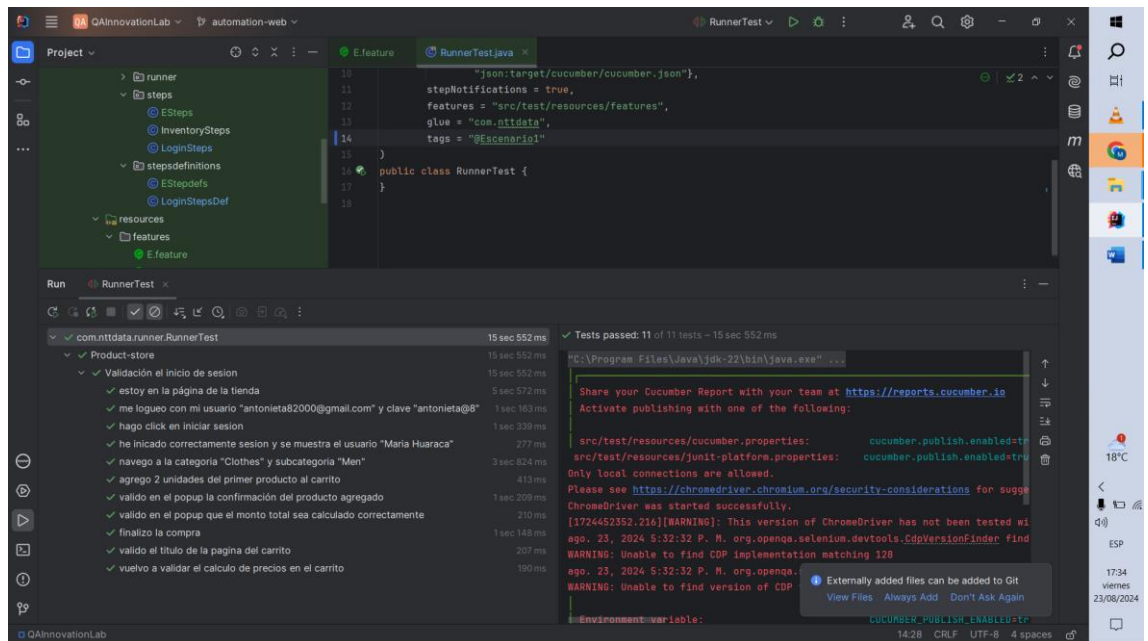 QA QAInnovationLab automation-web RunnerTest
Project
E.feature RunnerTest.java
runner
steps
ESteps
InventorySteps
LoginSteps
stepsdefinitions
EStepdefs
LoginStepsDef
resources
features
E.feature
10 "json:target/cucumber/cucumber.json"},
11 stepNotifications = true,
12 features = "src/test/resources/features",
13 glue = "com.nttdata",
14 tags = "@Escenario1"
15 )
16 public class RunnerTest {
17 }
18
2
Run RunnerTest
com.nttdata.runner.RunnerTest 15 sec 552 ms
Product-store 15 sec 552 ms
Validación el inicio de sesion 15 sec 552 ms
estoy en la página de la tienda 5 sec 572 ms
me logueo con mi usuario "antonieta82000@gmail.com" y clave "antonieta@8" 1 sec 163 ms
hago click en iniciar sesion 1 sec 339 ms
he inicado correctamente sesion y se muestra el usuario "Maria Huaraca" 277 ms
navego a la categoria "Clothes" y subcategoria "Men" 3 sec 824 ms
agrego 2 unidades del primer producto al carrito 413 ms
valido en el popup la confirmación del producto agregado 1 sec 209 ms
valido en el popup que el monto total sea calculado correctamente 210 ms
finalizo la compra 1 sec 148 ms
valido el titulo de la pagina del carrito 207 ms
vuelvo a validar el calculo de precios en el carrito 190 ms
Tests passed: 11 of 11 tests – 15 sec 552 ms
"C:\Program Files\Java\jdk-22\bin\java.exe" ...
Share your Cucumber Report with your team at https://reports.cucumber.io
Activate publishing with one of the following:
src/test/resources/cucumber.properties: cucumber.publish.enabled=tr
src/test/resources/junit-platform.properties: cucumber.publish.enabled=tru
Only local connections are allowed.
Please see https://chromedriver.chromium.org/security-considerations for sugge
ChromeDriver was started successfully.
[1724452352.216][WARNING]: This version of ChromeDriver has not been tested wi
ago. 23, 2024 5:32:32 P. M. org.openqa.selenium.devtools.CdpVersionFinder find
WARNING: Unable to find CDP implementation matching 128
ago. 23, 2024 5:32:32 P. M. org.openqa.
WARNING: Unable to find version of CDP
Environment variable: CUCUMBER_PUBLISH_ENABLED=tr
Externally added files can be added to Git
View Files Always Add Don't Ask Again
QAInnovationLab
14:28 CRLF UTF-8 4 spaces
18°C
ESP
17:34
viernes
23/08/2024